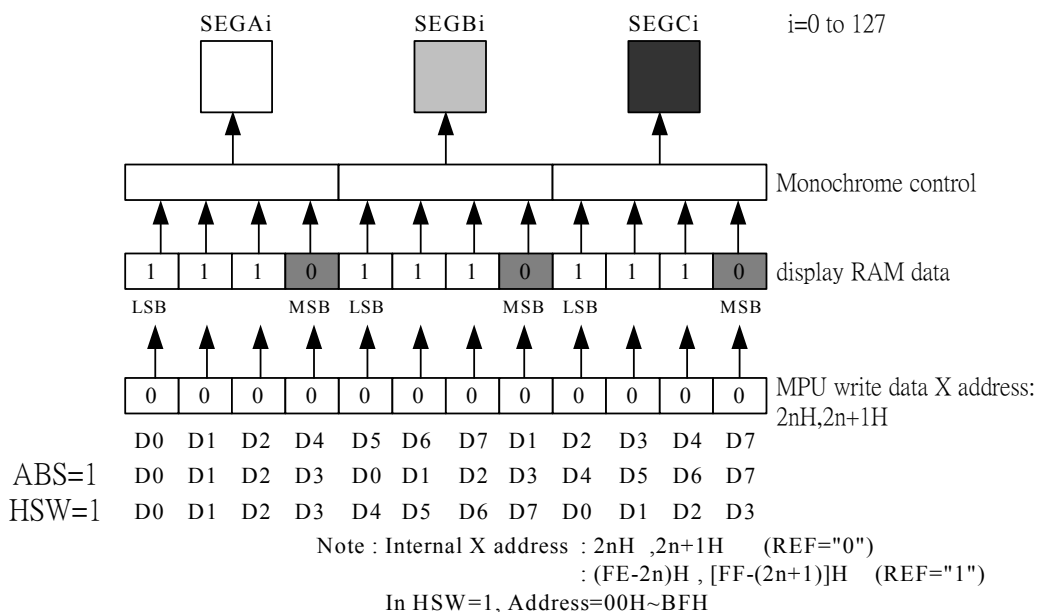 SEGAi SEGBi SEGCi i=0 to 127
Monochrome control
1 1 1 0 1 1 1 0 1 1 1 0 display RAM data
LSB MSB LSB MSB LSB MSB
0 0 0 0 0 0 0 0 0 0 0 0 MPU write data X address:
2nH,2n+1H
D0 D1 D2 D4 D5 D6 D7 D1 D2 D3 D4 D7
ABS=1 D0 D1 D2 D3 D0 D1 D2 D3 D4 D5 D6 D7
HSW=1 D0 D1 D2 D3 D4 D5 D6 D7 D0 D1 D2 D3
Note : Internal X address : 2nH ,2n+1H (REF="0")
: (FE-2n)H , [FF-(2n+1)]H (REF="1")
In HSW=1, Address=00H~BFH